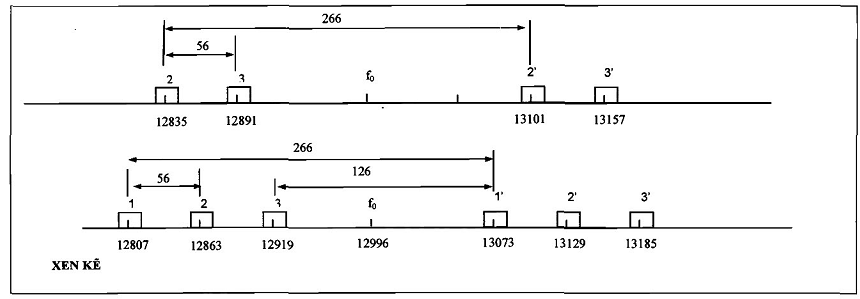 266
56
2 3 f₀ 2' 3'
12835 12891 13101 13157
266
126
56
1 2 3 f₀ 1' 2' 3'
12807 12863 12919 12996 13073 13129 13185
XEN KẼ